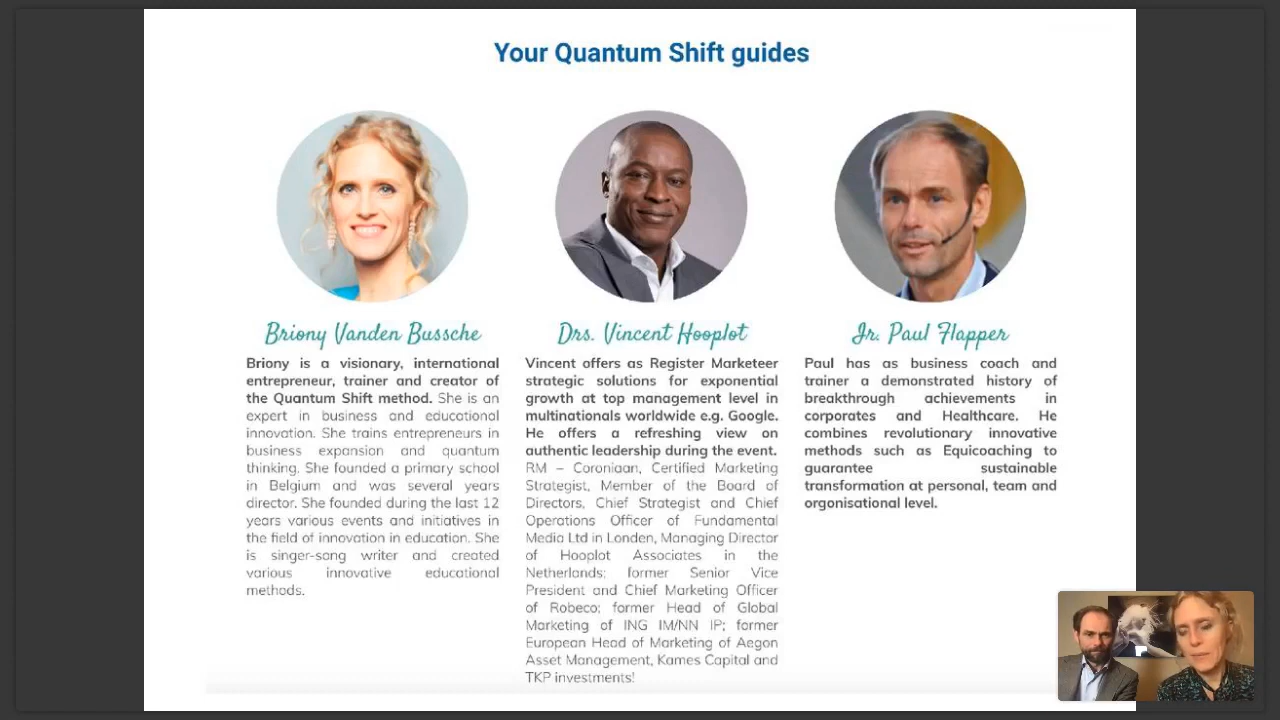 Your Quantum Shift guides
Briony Vanden Bussche
Briony is a visionary, international
entrepreneur, trainer and creator of
the Quantum Shift method. She is an
expert in business and educational
innovation. She trains entrepreneurs in
business expansion and quantum
thinking. She founded a primary school
in Belgium and was several years
director. She founded during the last 12
years various events and initiatives in
the field of innovation in education. She
is singer-song writer and created
various innovative educational
methods.
Drs. Vincent Hooplot
Vincent offers as Register Marketeer
strategic solutions for exponential
growth at top management level in
multinationals worldwide e.g. Google.
He offers a refreshing view on
authentic leadership during the event.
RM – Coroniaan, Certified Marketing
Strategist, Member of the Board of
Directors, Chief Strategist and Chief
Operations Officer of Fundamental
Media Ltd in Londen, Managing Director
of Hooplot Associates in the
Netherlands; former Senior Vice
President and Chief Marketing Officer
of Robeco; former Head of Global
Marketing of ING IM/NN IP; former
European Head of Marketing of Aegon
Asset Management, Kames Capital and
TKP investments!
Ir. Paul Flapper
Paul has as business coach and
trainer a demonstrated history of
breakthrough achievements in
corporates and Healthcare. He
combines revolutionary innovative
methods such as Equicoaching to
guarantee sustainable
transformation at personal, team and
orgonisational level.